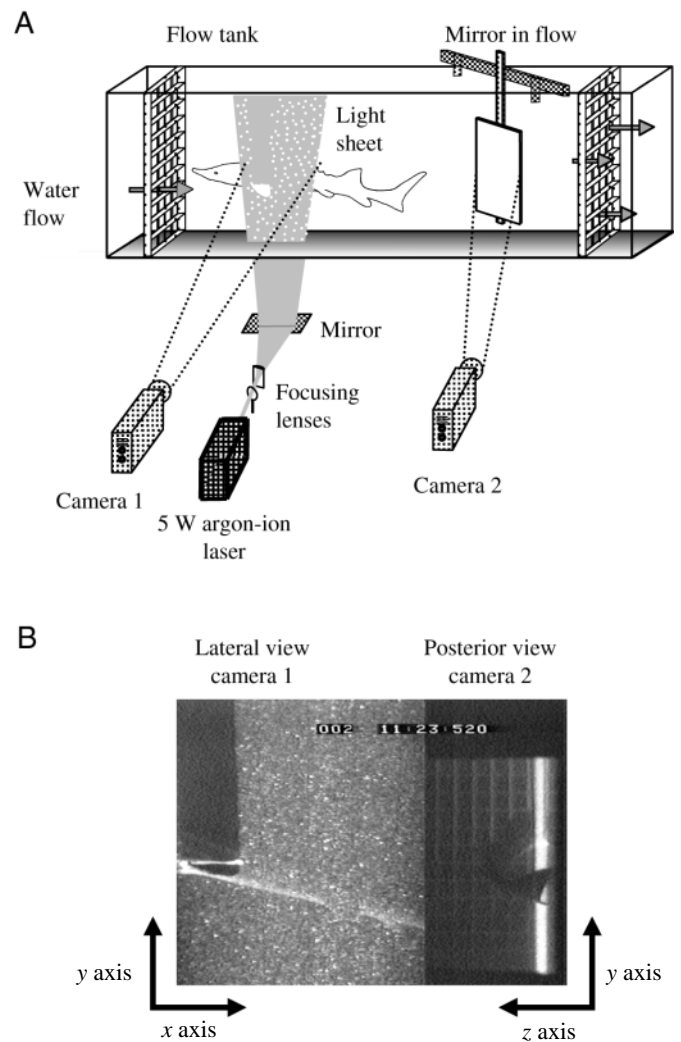 A
Flow tank
Mirror in flow
Light
sheet
Water
flow
Mirror
Focusing
lenses
Camera 1
Camera 2
5 W argon-ion
laser
B
Lateral view
camera 1
Posterior view
camera 2
002 11 23 520
y axis
y axis
x axis
z axis